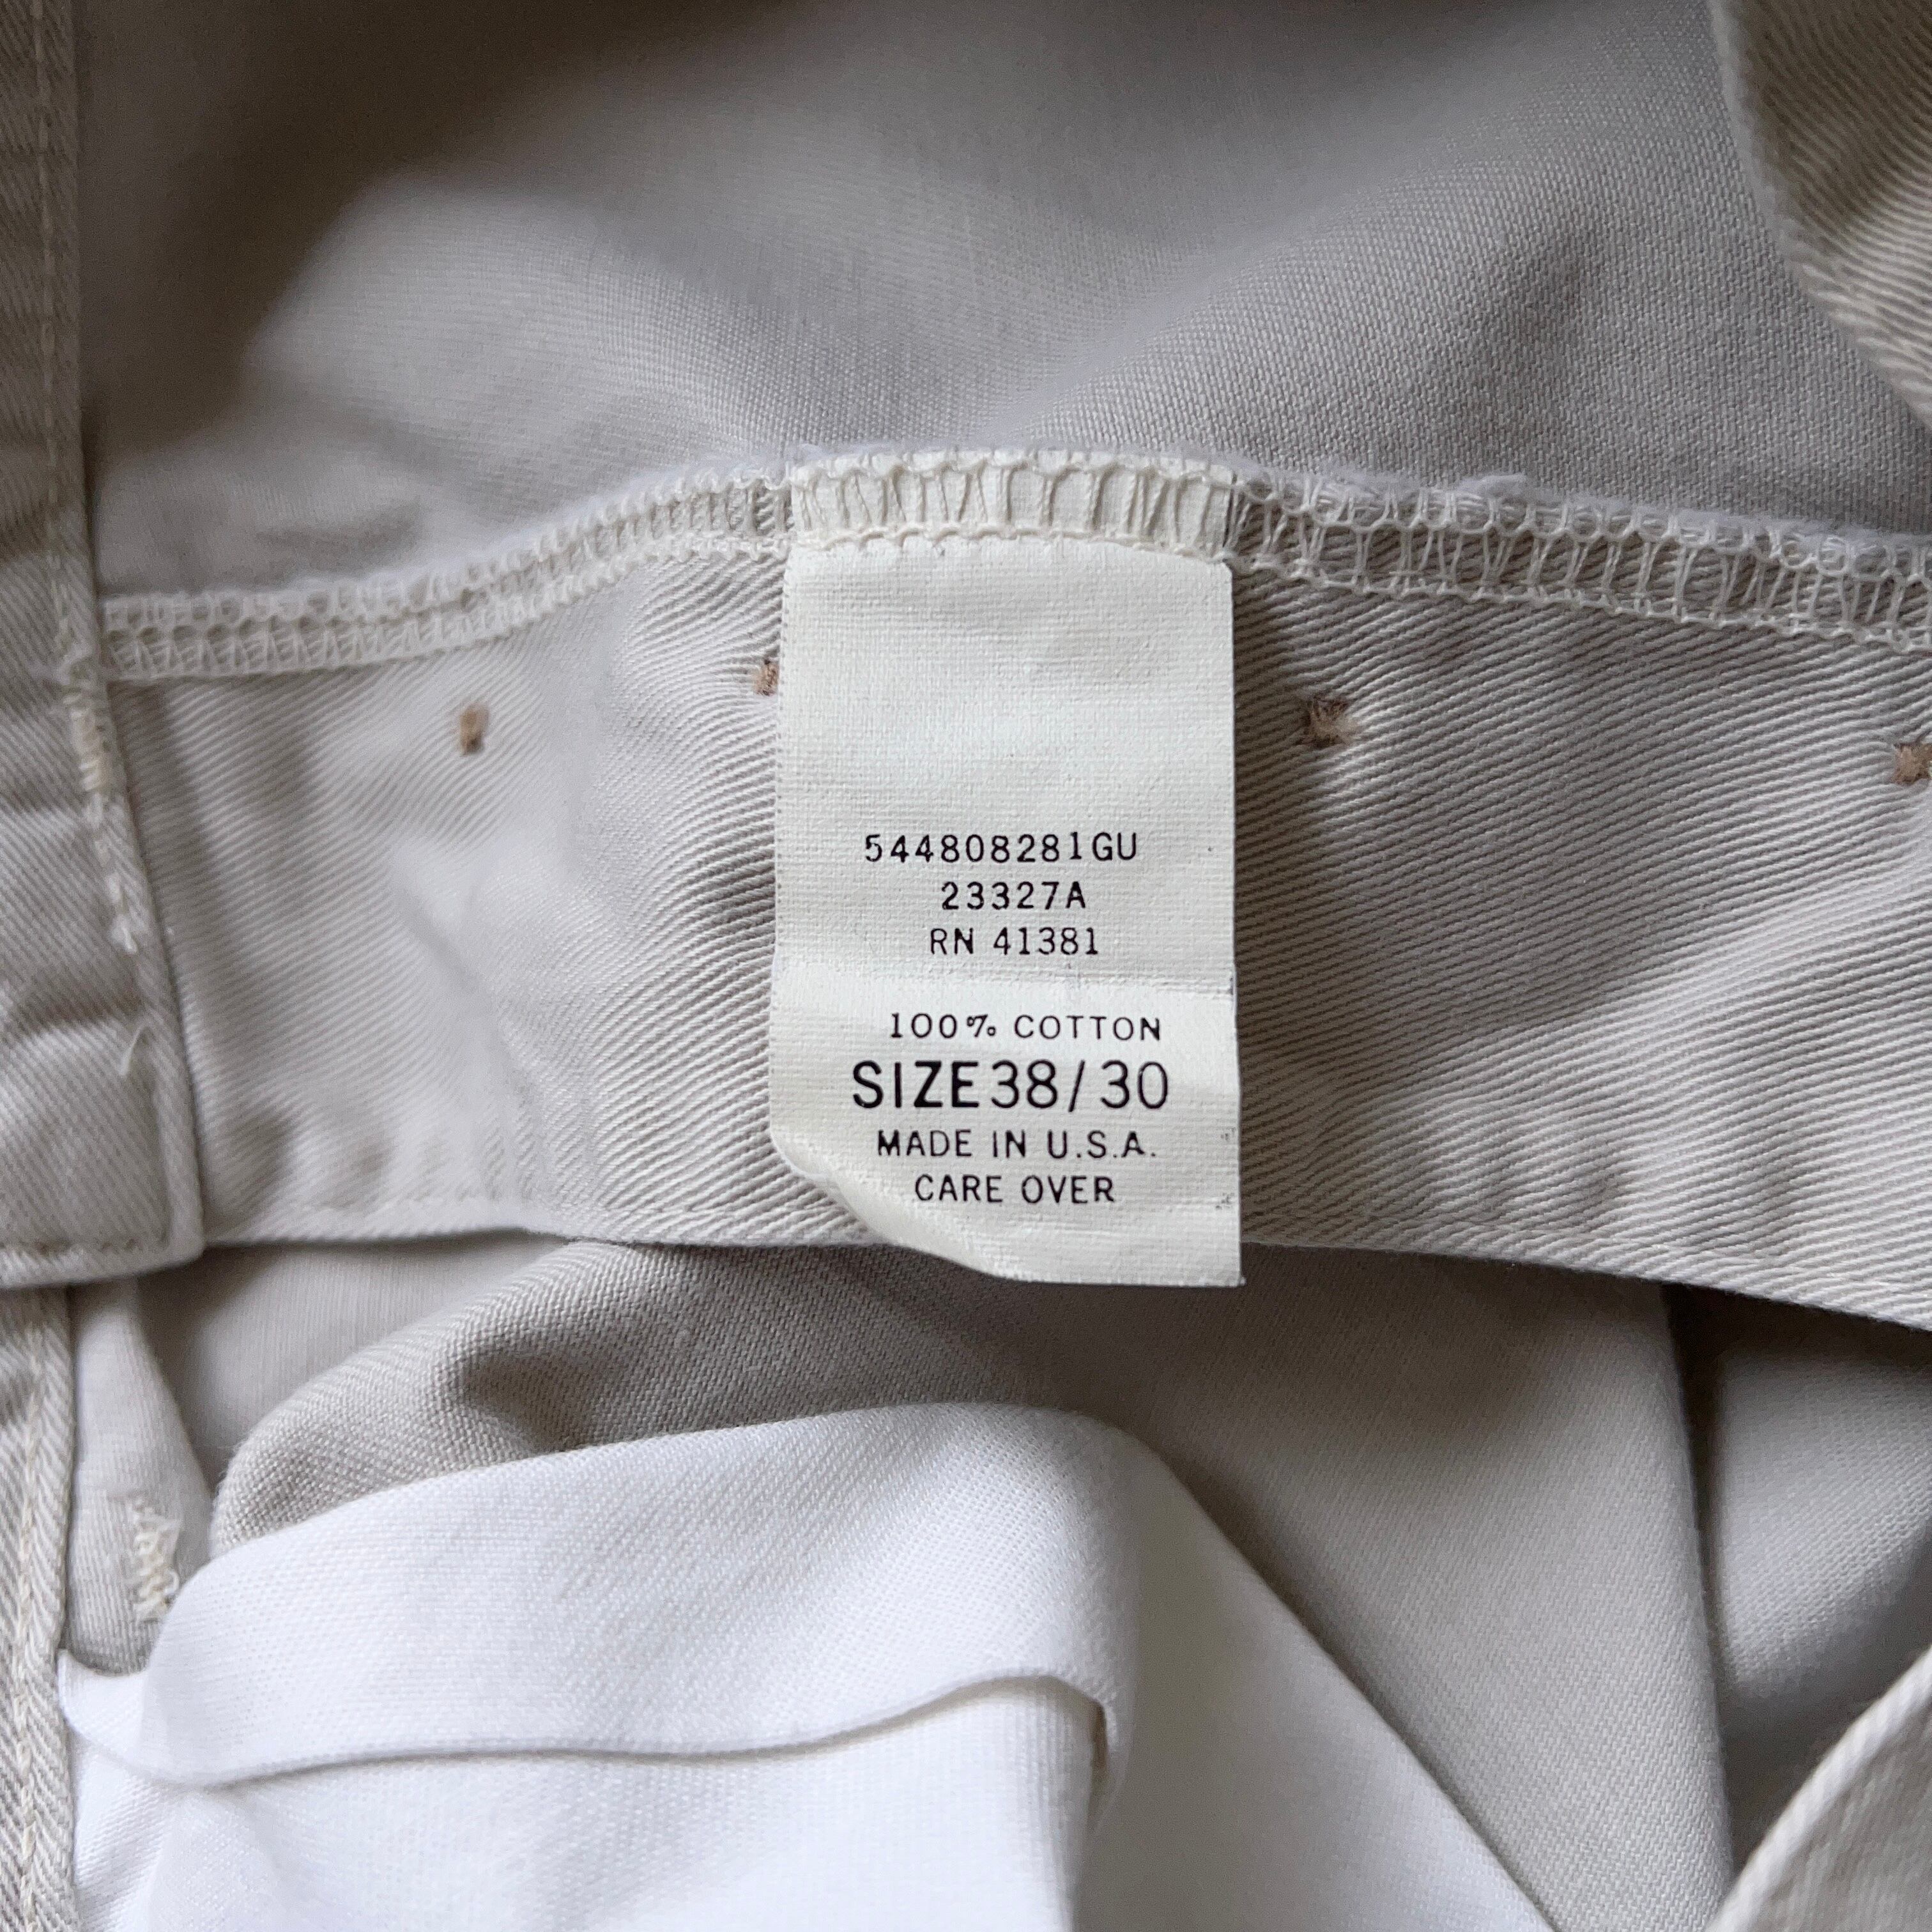 544808281GU
23327A
RN 41381
100% COTTON
SIZE 38/30
MADE IN U.S.A.
CARE OVER